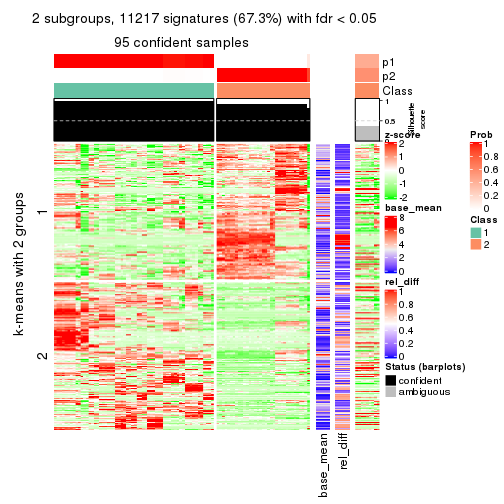 2 subgroups, 11217 signatures (67.3%) with fdr < 0.05
95 confident samples
p1
p2
Class
1
0.5
0
Silhouette
score
k-means with 2 groups
1
2
base_mean
rel_diff
z-score
2
1
0
-1
-2
base_mean
8
6
4
2
0
rel_diff
1
0.8
0.6
0.4
0.2
0
Status (barplots)
confident
ambiguous
Prob
1
0.8
0.6
0.4
0.2
0
Class
1
2